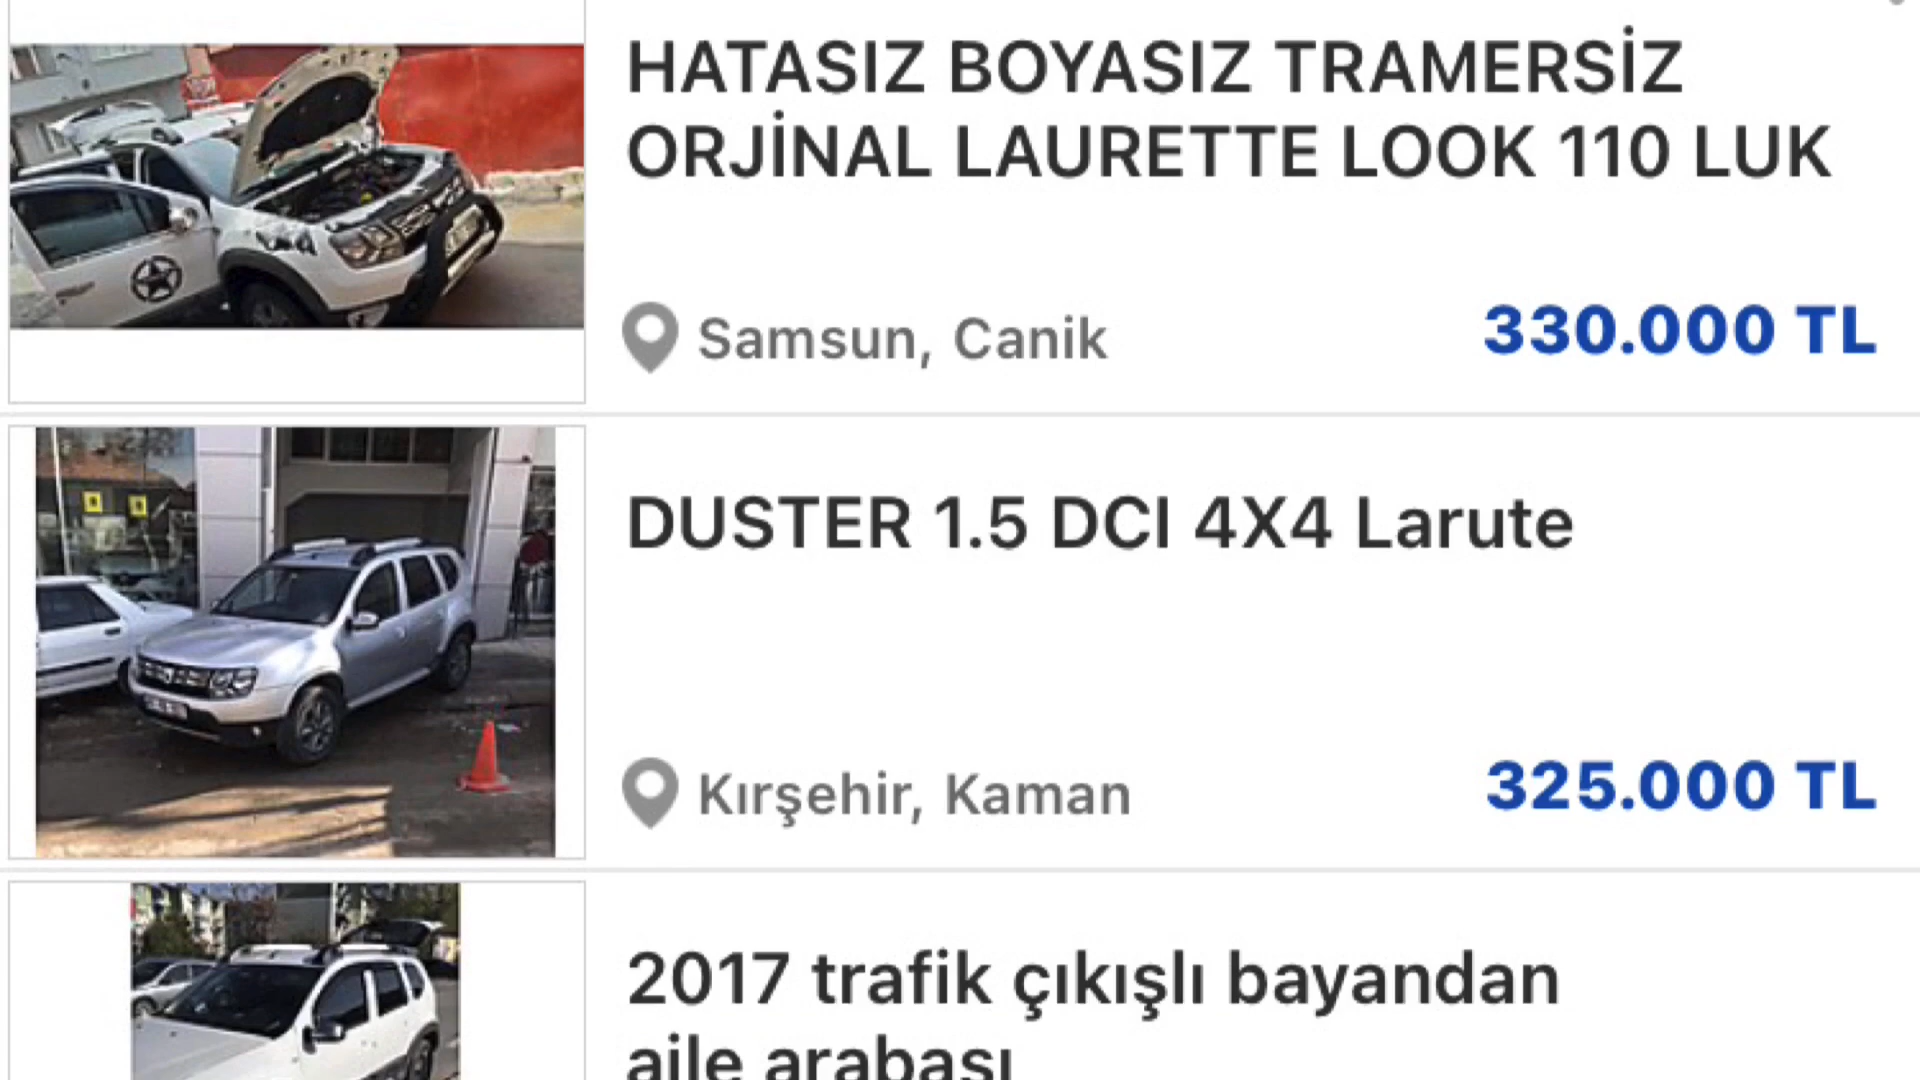 HATASIZ BOYASIZ TRAMERSİZ
ORJİNAL LAURETTE LOOK 110 LUK
Samsun, Canik
330.000 TL
DUSTER 1.5 DCI 4X4 Larute
Kırşehir, Kaman
325.000 TL
2017 trafik çıkışlı bayandan
aile arabası